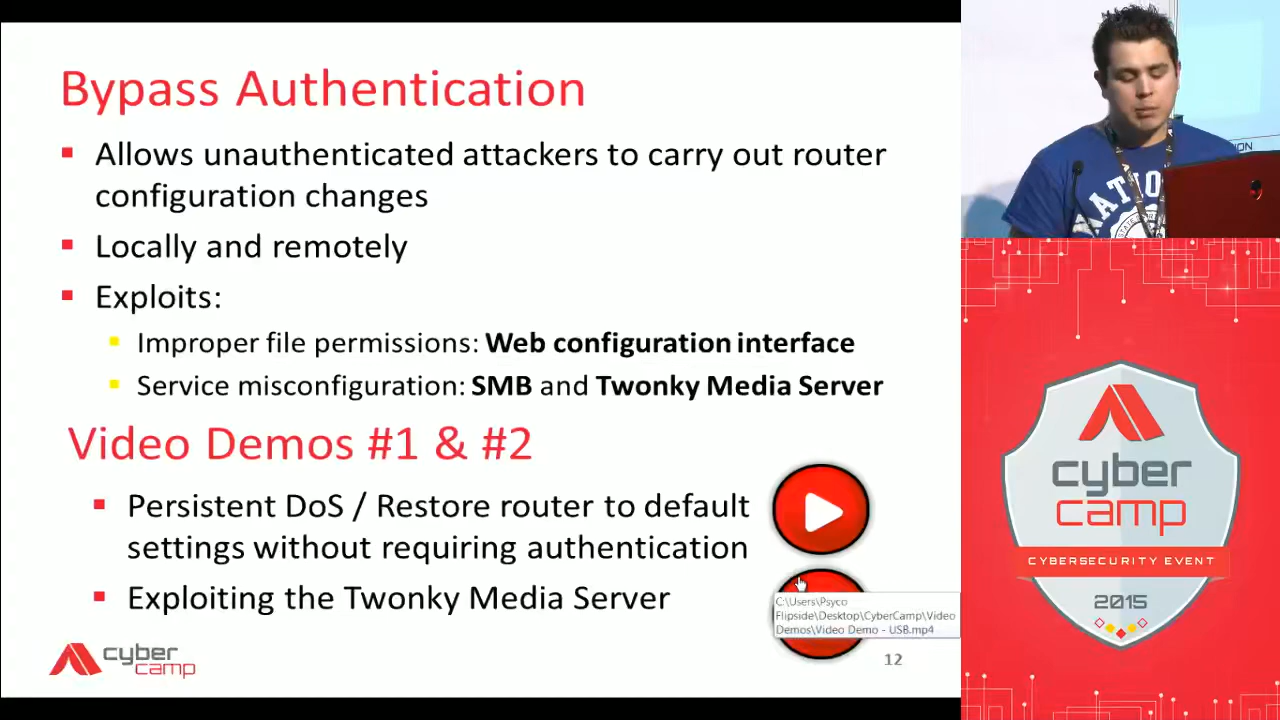 Bypass Authentication
Allows unauthenticated attackers to carry out router
configuration changes
Locally and remotely
Exploits:
Improper file permissions: Web configuration interface
Service misconfiguration: SMB and Twonky Media Server
Video Demos #1 & #2
Persistent DoS / Restore router to default
settings without requiring authentication
Exploiting the Twonky Media Server
C:\Users\Psyco
Flipside\Desktop\CyberCamp\Video
Demos\Video Demo - USB.mp4
cyber
camp
12
cyber
camp
CYBERSECURITY EVENT
2015